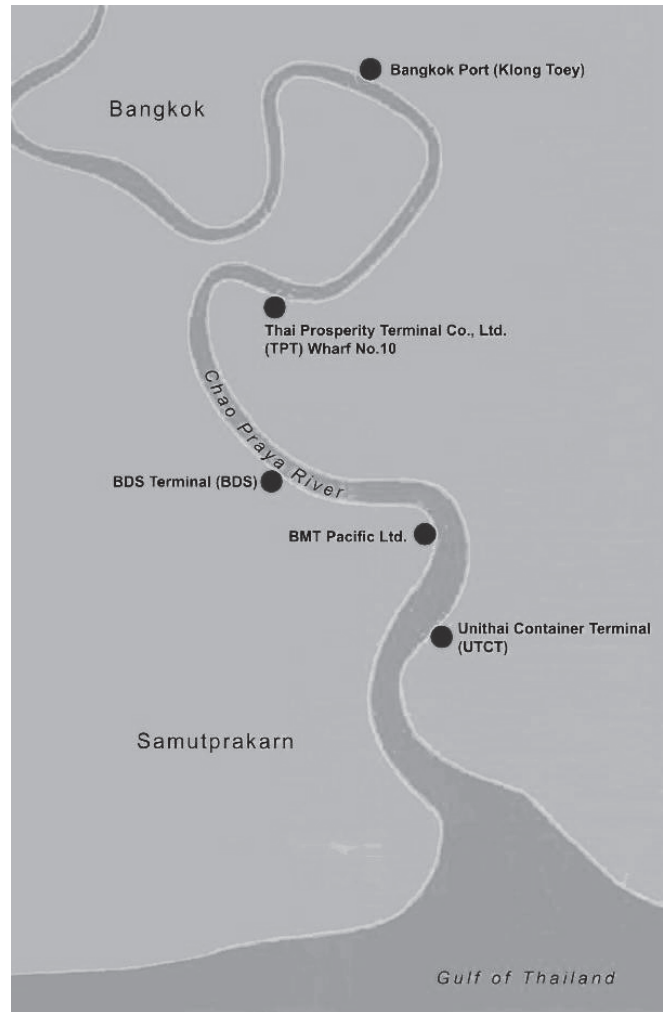 Bangkok Port (Klong Toey)
Bangkok
Thai Prosperity Terminal Co., Ltd.
(TPT) Wharf No.10
Chao Praya River
BDS Terminal (BDS)
BMT Pacific Ltd.
Unithai Container Terminal
(UTCT)
Samutprakarn
Gulf of Thailand